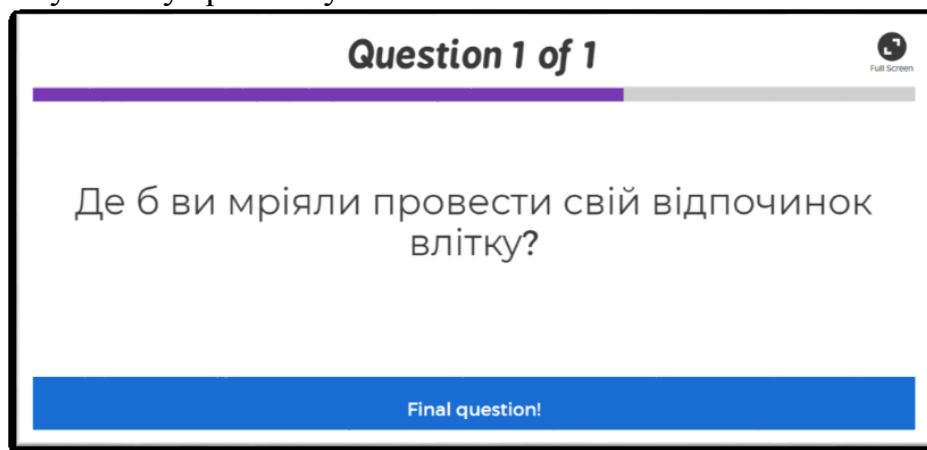 Question 1 of 1
Full Screen
Де б ви мріяли провести свій відпочинок
влітку?
Final question!